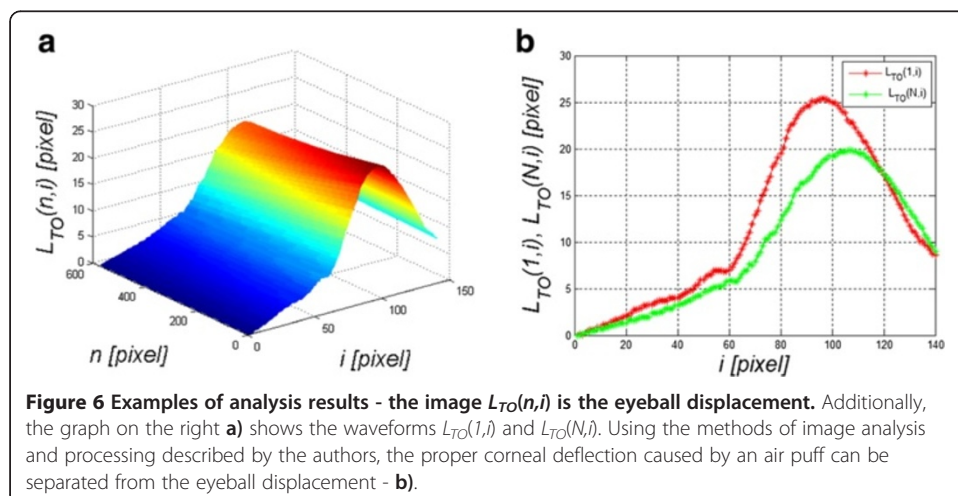 a
L_TO(n,i) [pixel]
30
25
20
15
10
5
0
600
400
200
0
n [pixel]
0
50
100
150
i [pixel]
b
L_TO(1,i), L_TO(N,i) [pixel]
30
25
20
15
10
5
0
0
20
40
60
80
100
120
140
i [pixel]
L_TO(1,i)
L_TO(N,i)
Figure 6 Examples of analysis results - the image L_TO(n,i) is the eyeball displacement. Additionally,
the graph on the right a) shows the waveforms L_TO(1,i) and L_TO(N,i). Using the methods of image analysis
and processing described by the authors, the proper corneal deflection caused by an air puff can be
separated from the eyeball displacement - b).